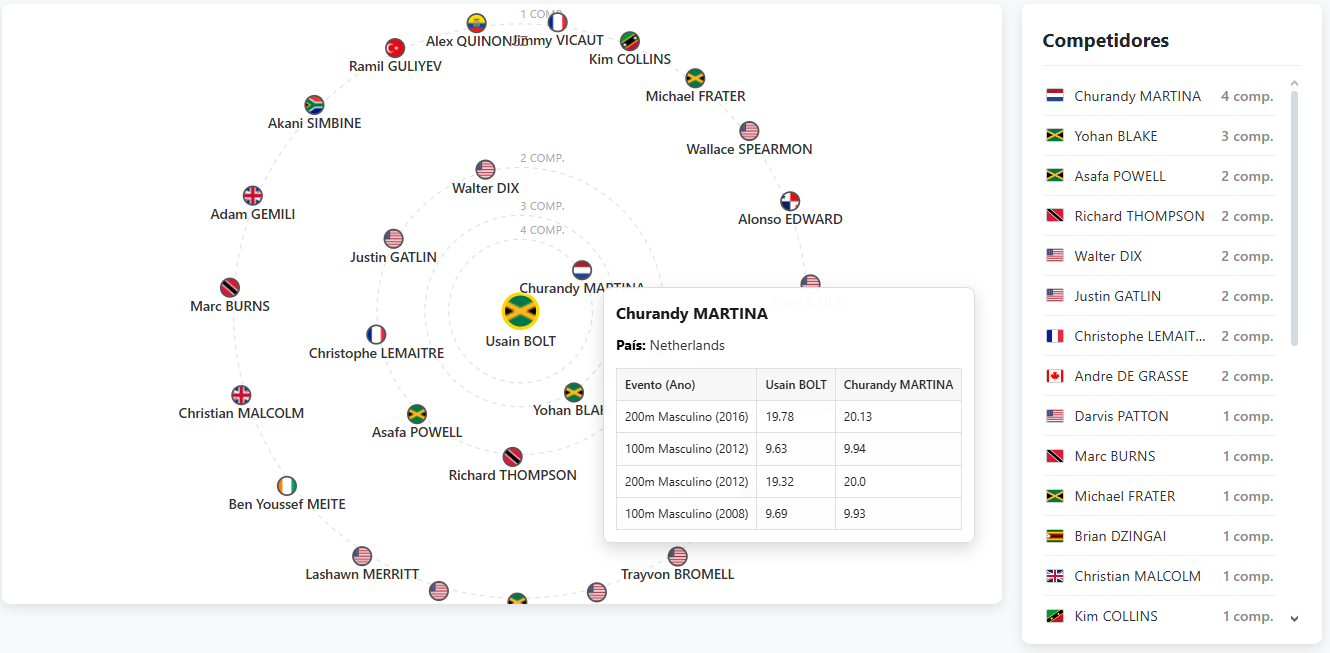 1 COMP.
Alex QUINONEZ
Jimmy VICAUT
Kim COLLINS
Ramil GULIYEV
Michael FRATER
Akani SIMBINE
Wallace SPEARMON
2 COMP.
Walter DIX
3 COMP.
Adam GEMILI
Alonso EDWARD
4 COMP.
Justin GATLIN
Churandy MARTINA
Marc BURNS
Usain BOLT
Christophe LEMAITRE
Yohan BLAK
Christian MALCOLM
Asafa POWELL
Richard THOMPSON
Ben Youssef MEITE
Lashawn MERRITT
Trayvon BROMELL
Churandy MARTINA
País: Netherlands
Evento (Ano) Usain BOLT Churandy MARTINA
200m Masculino (2016) 19.78 20.13
100m Masculino (2012) 9.63 9.94
200m Masculino (2012) 19.32 20.0
100m Masculino (2008) 9.69 9.93
Competidores
Churandy MARTINA 4 comp.
Yohan BLAKE 3 comp.
Asafa POWELL 2 comp.
Richard THOMPSON 2 comp.
Walter DIX 2 comp.
Justin GATLIN 2 comp.
Christophe LEMAIT... 2 comp.
Andre DE GRASSE 2 comp.
Darvis PATTON 1 comp.
Marc BURNS 1 comp.
Michael FRATER 1 comp.
Brian DZINGAI 1 comp.
Christian MALCOLM 1 comp.
Kim COLLINS 1 comp.